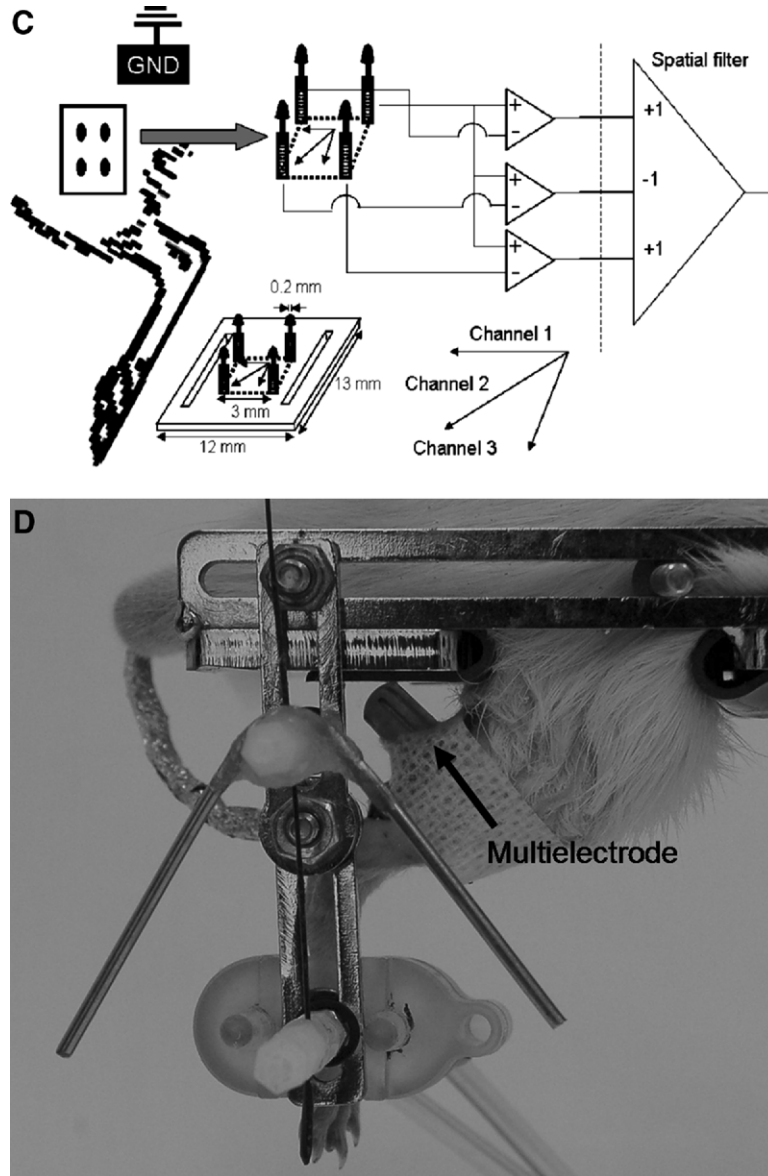 C
GND
Spatial filter
+
-
+1
+
-
-1
+
-
+1
0.2 mm
3 mm
13 mm
12 mm
Channel 1
Channel 2
Channel 3
D
Multielectrode